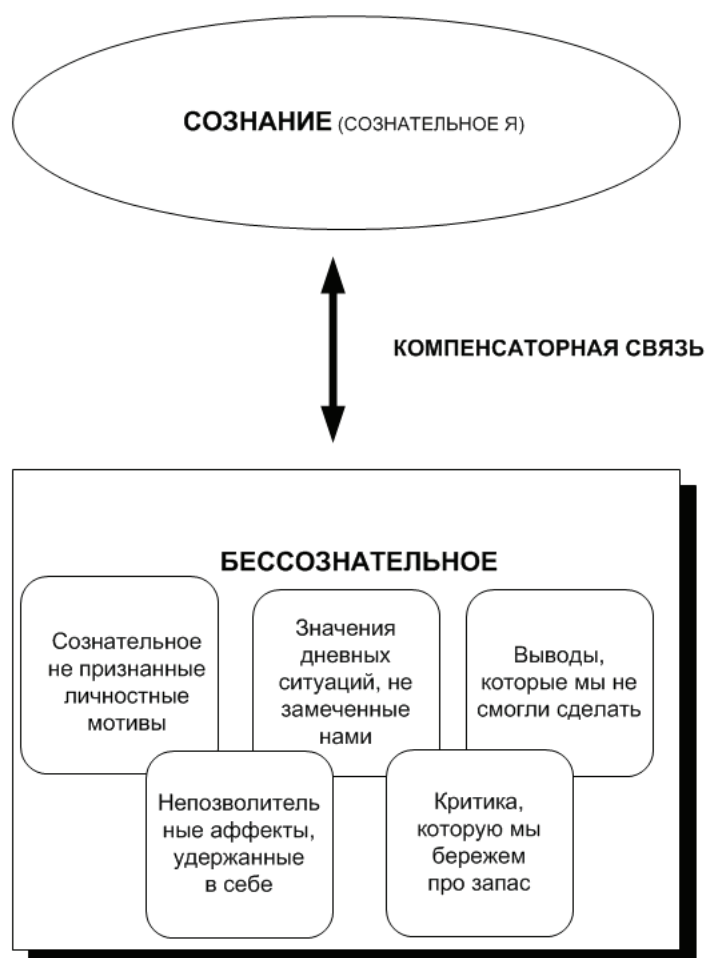 СОЗНАНИЕ (СОЗНАТЕЛЬНОЕ Я)
КОМПЕНСАТОРНАЯ СВЯЗЬ
БЕССОЗНАТЕЛЬНОЕ
Сознательное
не признанные
личностные
мотивы
Значения
дневных
ситуаций, не
замеченные
нами
Выводы,
которые мы не
смогли сделать
Непозволитель
ные аффекты,
удержанные
в себе
Критика,
которую мы
бережем
про запас